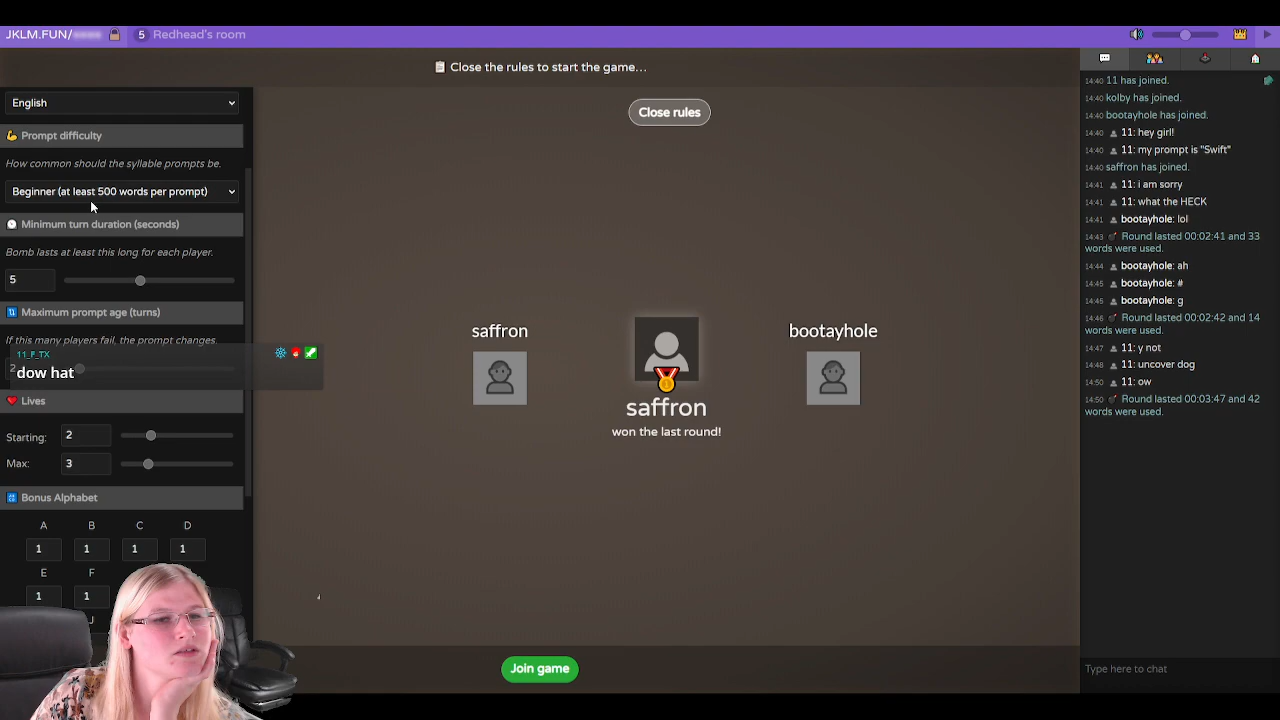 JKLM.FUN/
5 Redhead's room
Close the rules to start the game…
Close rules
English
Prompt difficulty
How common should the syllable prompts be.
Beginner (at least 500 words per prompt)
Minimum turn duration (seconds)
Bomb lasts at least this long for each player.
5
Maximum prompt age (turns)
If this many players fail, the prompt changes.
2
11_F_TX
dow hat
Lives
Starting: 2
Max: 3
Bonus Alphabet
A B C D
1 1 1 1
E F
1 1
J
saffron
bootayhole
saffron
won the last round!
Join game
14:40 11 has joined.
14:40 kolby has joined.
14:40 bootayhole has joined.
14:40 11: hey girl!
14:40 11: my prompt is "Swift"
14:40 saffron has joined.
14:41 11: i am sorry
14:41 11: what the HECK
14:41 bootayhole: lol
14:43 Round lasted 00:02:41 and 33
words were used.
14:44 bootayhole: ah
14:45 bootayhole: #
14:45 bootayhole: g
14:46 Round lasted 00:02:42 and 14
words were used.
14:47 11: y not
14:48 11: uncover dog
14:50 11: ow
14:50 Round lasted 00:03:47 and 42
words were used.
Type here to chat